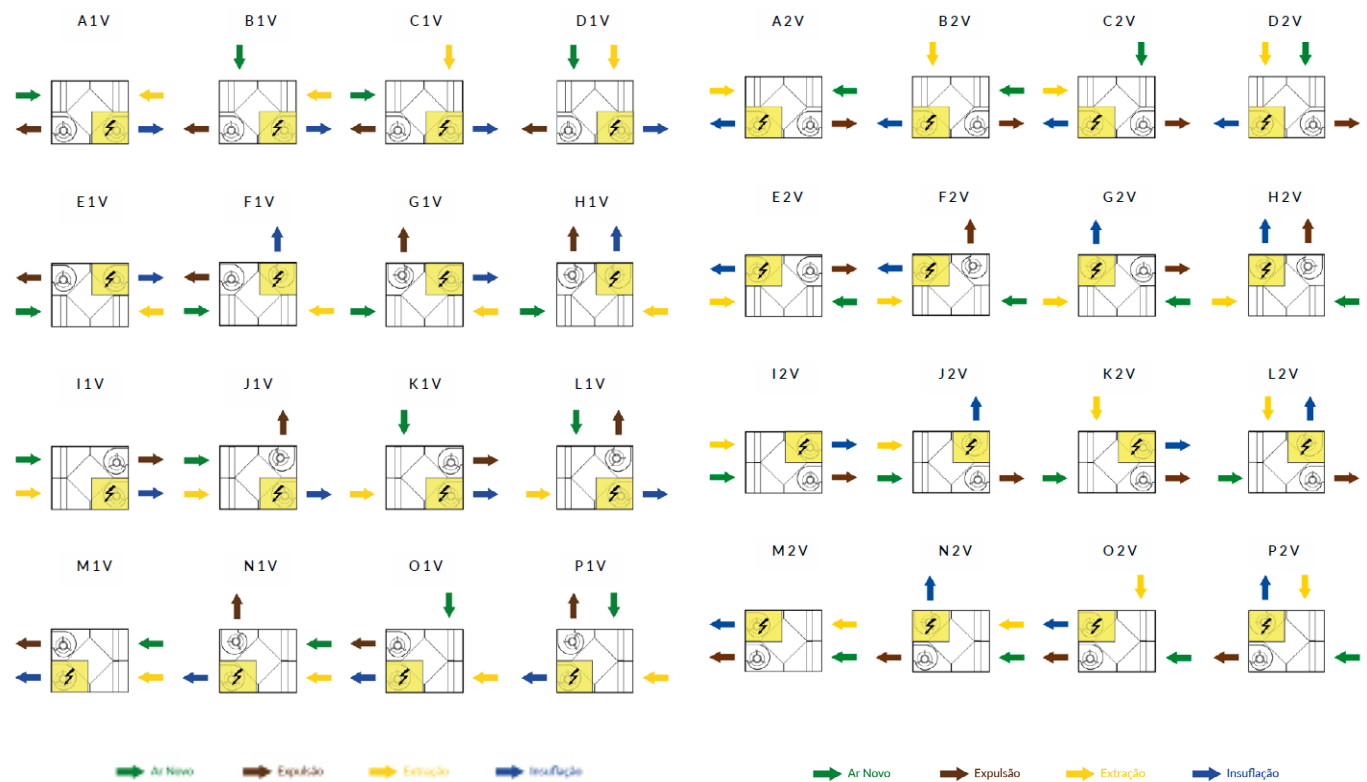 A1V B1V C1V D1V A2V B2V C2V D2V
E1V F1V G1V H1V E2V F2V G2V H2V
I1V J1V K1V L1V I2V J2V K2V L2V
M1V N1V O1V P1V M2V N2V O2V P2V
Ar Novo Expulsão Extração Insuflação Ar Novo Expulsão Extração Insuflação